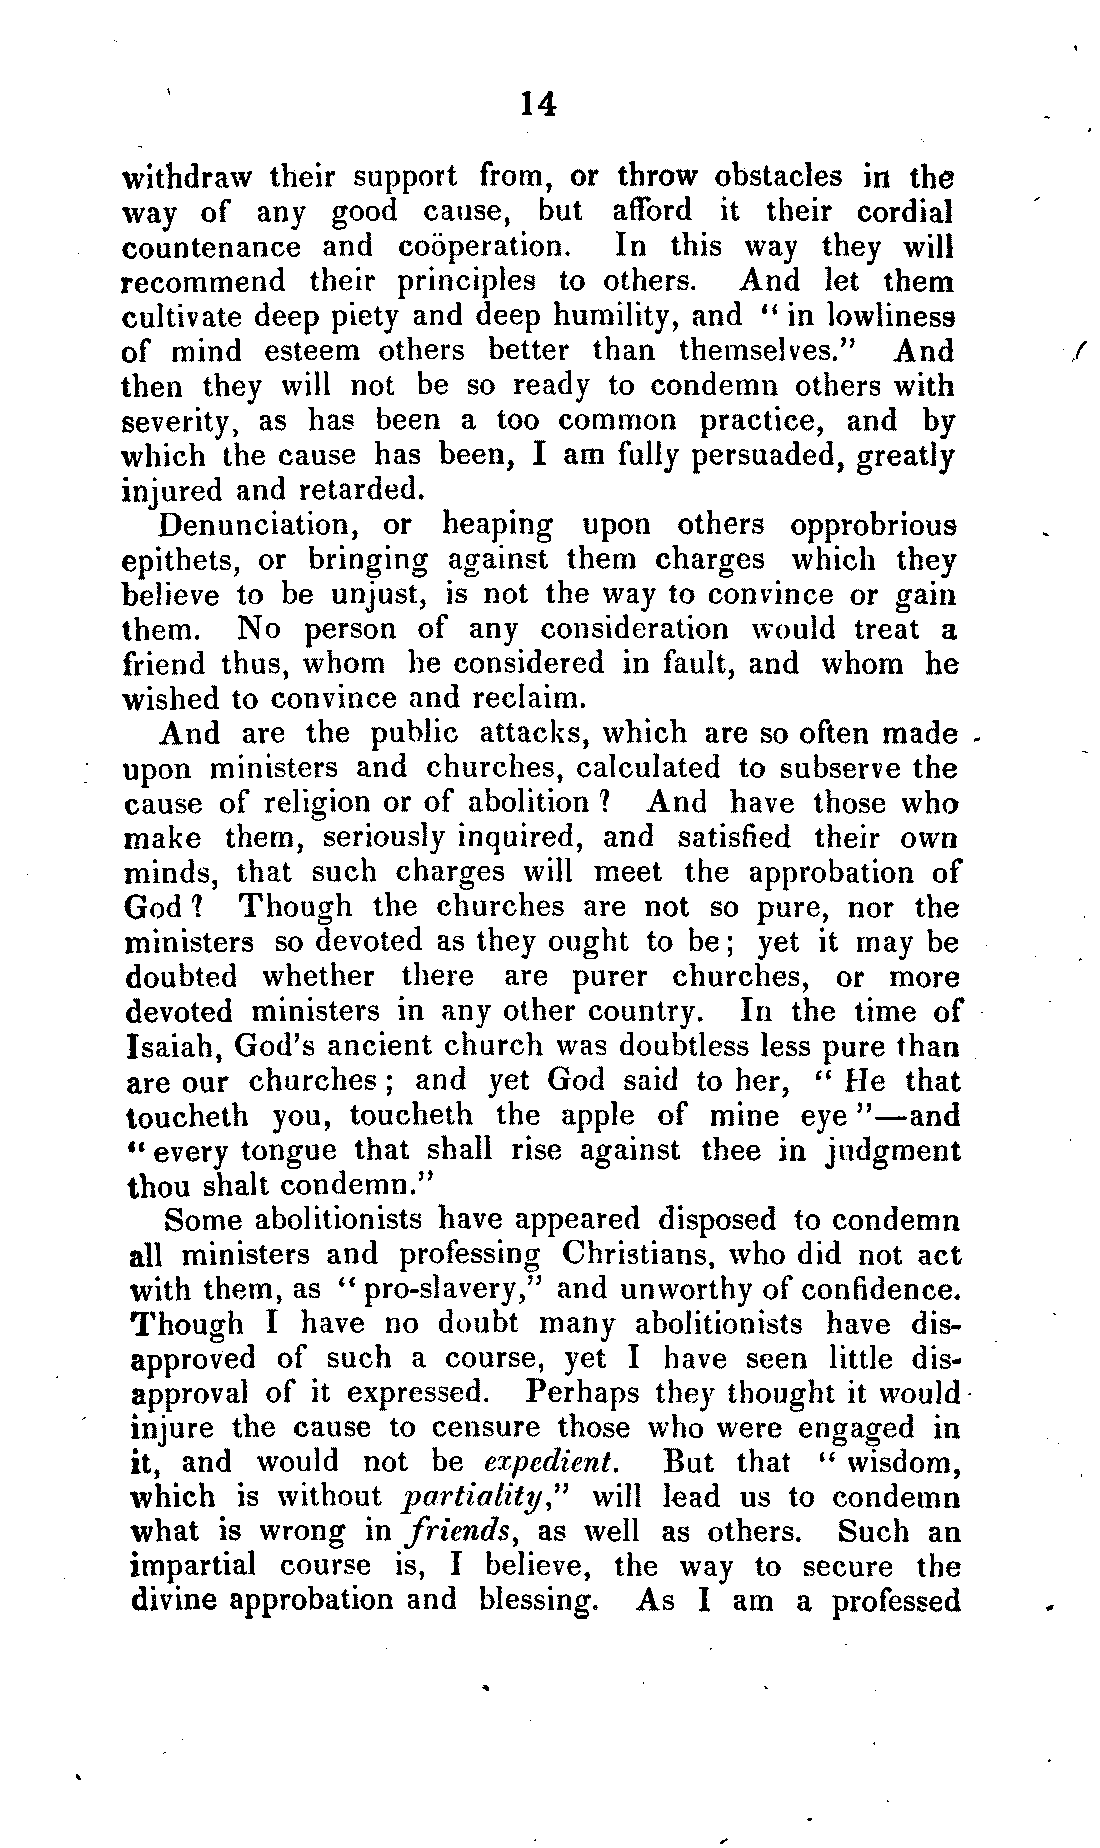 14
withdraw their support from, or throw obstacles in the
way of any good cause, but afford it their cordial
countenance and coöperation. In this way they will
recommend their principles to others. And let them
cultivate deep piety and deep humility, and “ in lowliness
of mind esteem others better than themselves.” And
then they will not be so ready to condemn others with
severity, as has been a too common practice, and by
which the cause has been, I am fully persuaded, greatly
injured and retarded.
Denunciation, or heaping upon others opprobrious
epithets, or bringing against them charges which they
believe to be unjust, is not the way to convince or gain
them. No person of any consideration would treat a
friend thus, whom he considered in fault, and whom he
wished to convince and reclaim.
And are the public attacks, which are so often made
upon ministers and churches, calculated to subserve the
cause of religion or of abolition ? And have those who
make them, seriously inquired, and satisfied their own
minds, that such charges will meet the approbation of
God ? Though the churches are not so pure, nor the
ministers so devoted as they ought to be ; yet it may be
doubted whether there are purer churches, or more
devoted ministers in any other country. In the time of
Isaiah, God's ancient church was doubtless less pure than
are our churches ; and yet God said to her, “ He that
toucheth you, toucheth the apple of mine eye ”—and
“ every tongue that shall rise against thee in judgment
thou shalt condemn.”
Some abolitionists have appeared disposed to condemn
all ministers and professing Christians, who did not act
with them, as “ pro-slavery,” and unworthy of confidence.
Though I have no doubt many abolitionists have dis-
approved of such a course, yet I have seen little dis-
approval of it expressed. Perhaps they thought it would
injure the cause to censure those who were engaged in
it, and would not be expedient. But that “ wisdom,
which is without partiality,” will lead us to condemn
what is wrong in friends, as well as others. Such an
impartial course is, I believe, the way to secure the
divine approbation and blessing. As I am a professed